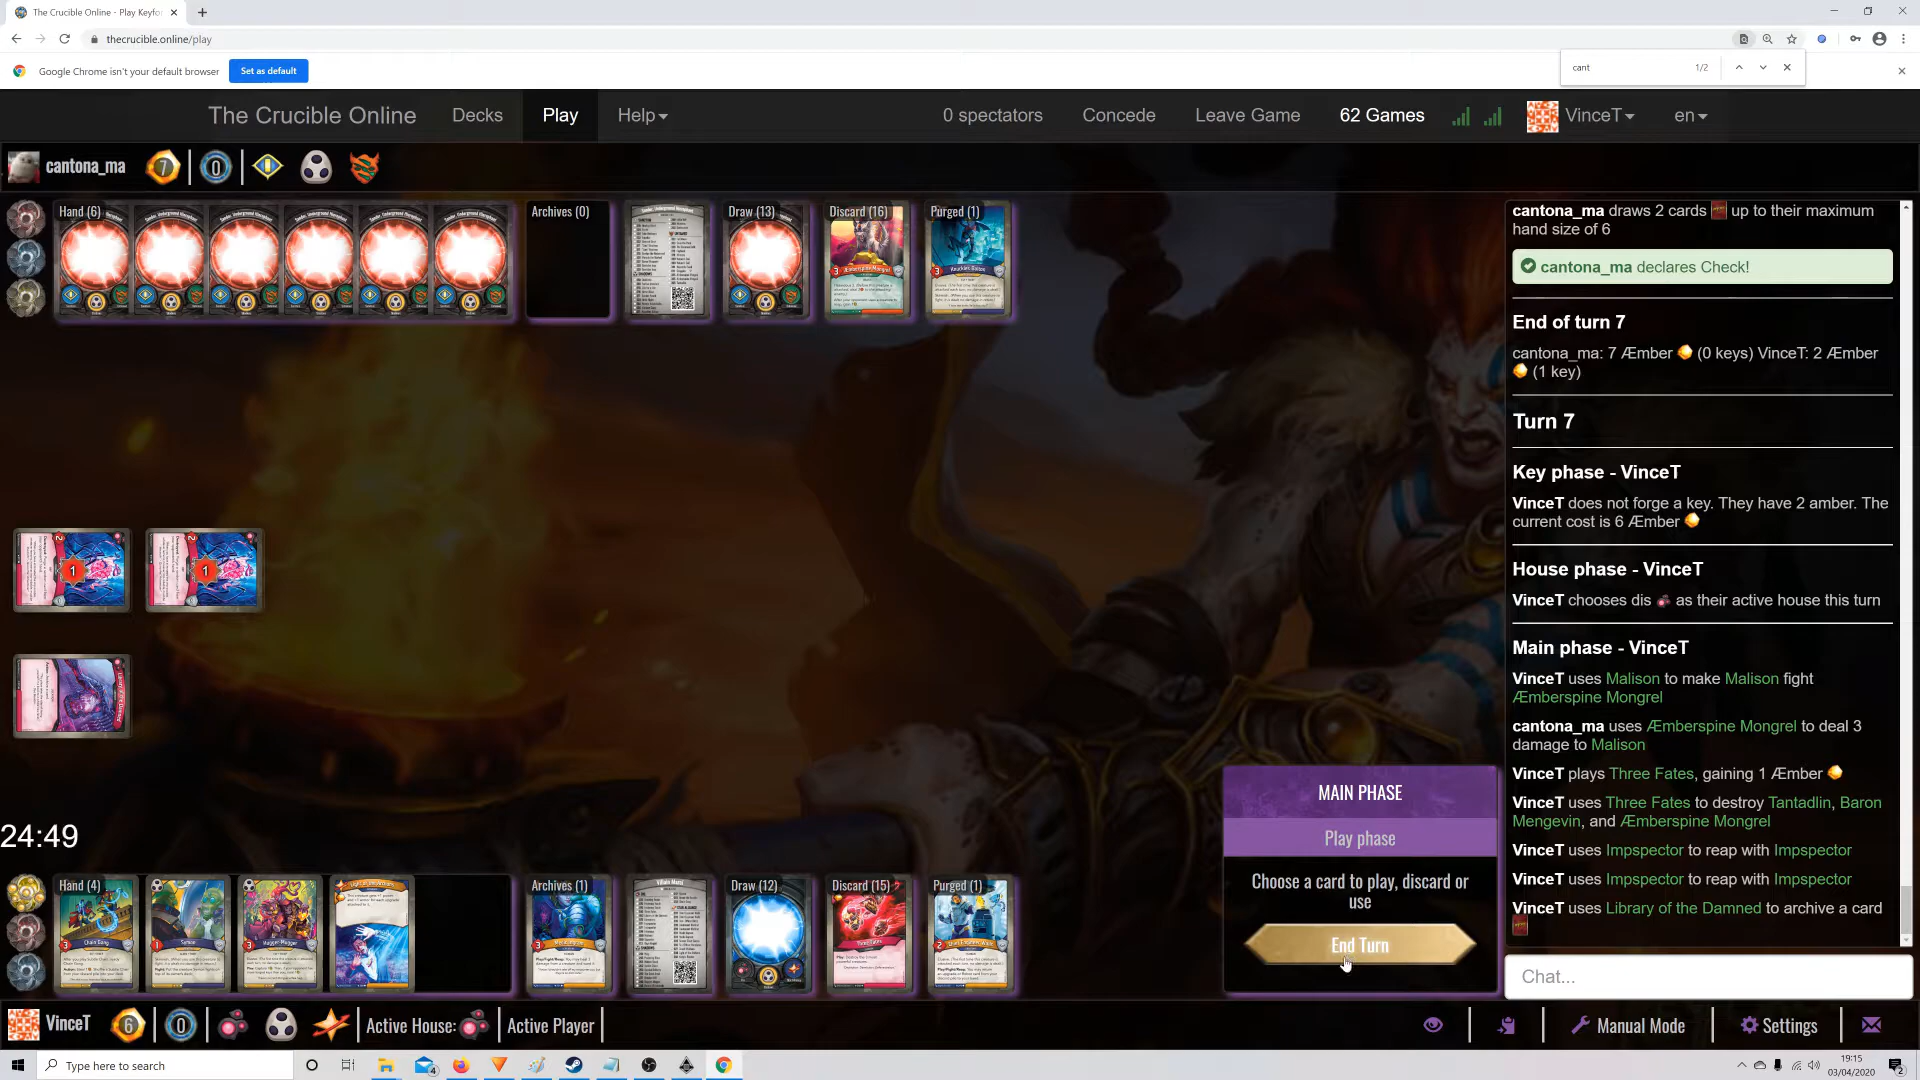 The Crucible Online - Play Keyfo
thecrucible.online/play
Google Chrome isn't your default browser
Set as default
cant
1/2
The Crucible Online
Decks
Play
Help
0 spectators
Concede
Leave Game
62 Games
VinceT
en
cantona_ma
7
0
Hand (6)
Archives (0)
Draw (13)
Discard (16)
Purged (1)
cantona_ma draws 2 cards up to their maximum
hand size of 6
cantona_ma declares Check!
End of turn 7
cantona_ma: 7 Æmber (0 keys) VinceT: 2 Æmber
(1 key)
Turn 7
Key phase - VinceT
VinceT does not forge a key. They have 2 amber. The
current cost is 6 Æmber
House phase - VinceT
VinceT chooses dis as their active house this turn
Main phase - VinceT
VinceT uses Malison to make Malison fight
Æmberspine Mongrel
cantona_ma uses Æmberspine Mongrel to deal 3
damage to Malison
VinceT plays Three Fates, gaining 1 Æmber
VinceT uses Three Fates to destroy Tantadlin, Baron
Mengevin, and Æmberspine Mongrel
VinceT uses Impspector to reap with Impspector
VinceT uses Impspector to reap with Impspector
VinceT uses Library of the Damned to archive a card
1
1
24:49
MAIN PHASE
Play phase
Choose a card to play, discard or
use
End Turn
Hand (4)
Archives (1)
Draw (12)
Discard (15)
Purged (1)
Chat...
VinceT
6
0
Active House:
Active Player
Manual Mode
Settings
Type here to search
19:15
03/04/2020